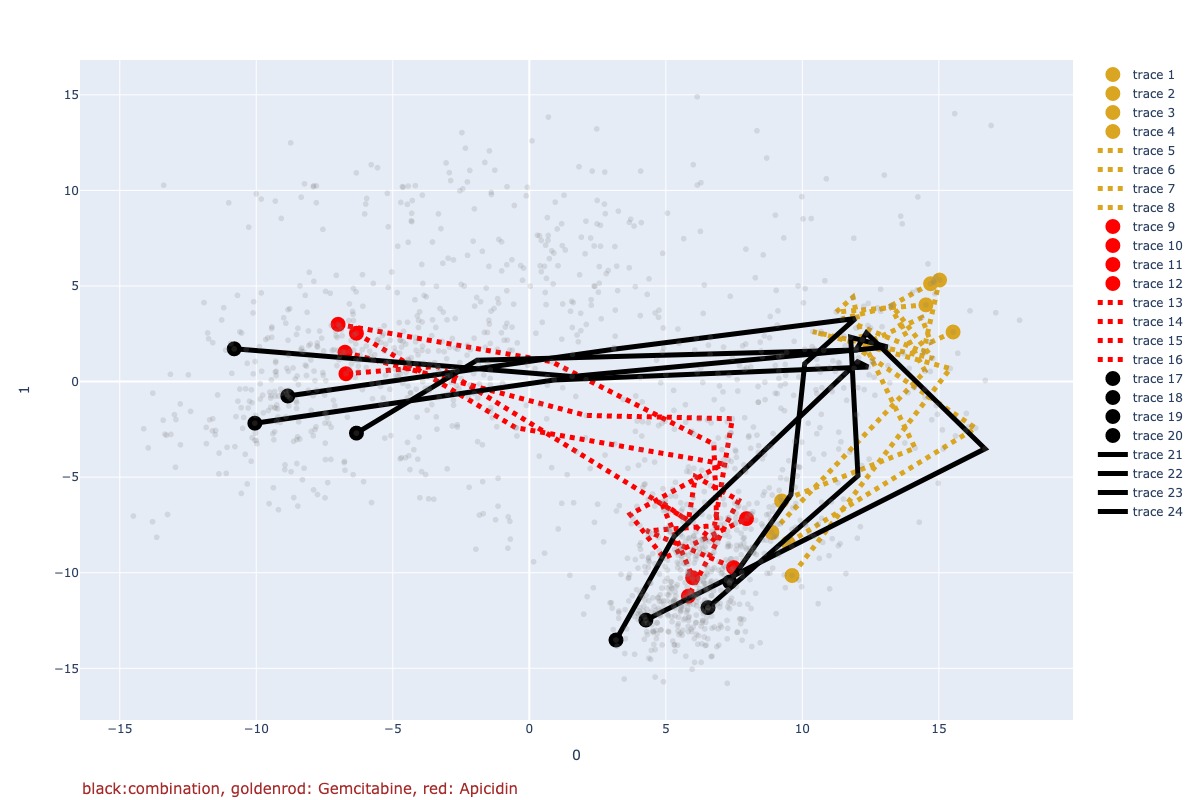 15
10
5
0
−5
−10
−15
1
−15
−10
−5
0
5
10
15
0
trace 1
trace 2
trace 3
trace 4
trace 5
trace 6
trace 7
trace 8
trace 9
trace 10
trace 11
trace 12
trace 13
trace 14
trace 15
trace 16
trace 17
trace 18
trace 19
trace 20
trace 21
trace 22
trace 23
trace 24
black:combination, goldenrod: Gemcitabine, red: Apicidin